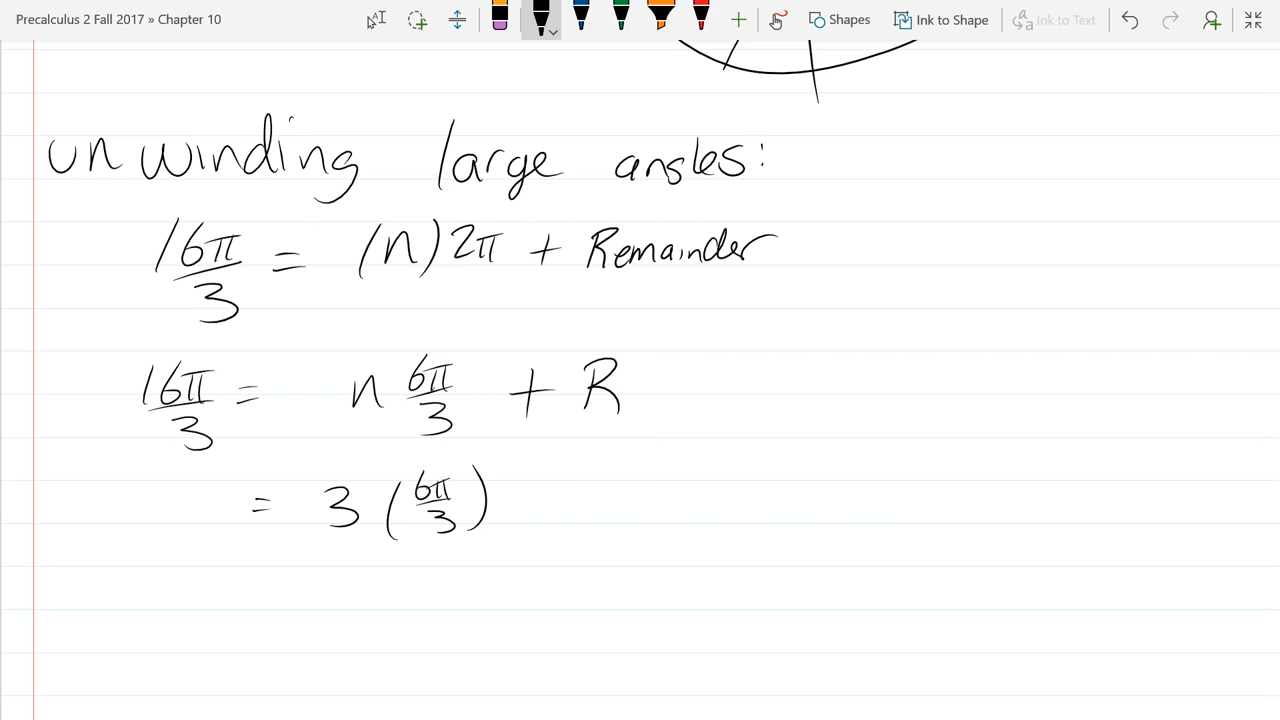 Precalculus 2 Fall 2017 » Chapter 10
Shapes
Ink to Shape
Ink to Text
unwinding large angles:
16π/3 = (n)2π + Remainder
16π/3 = n 6π/3 + R
= 3 (6π/3)